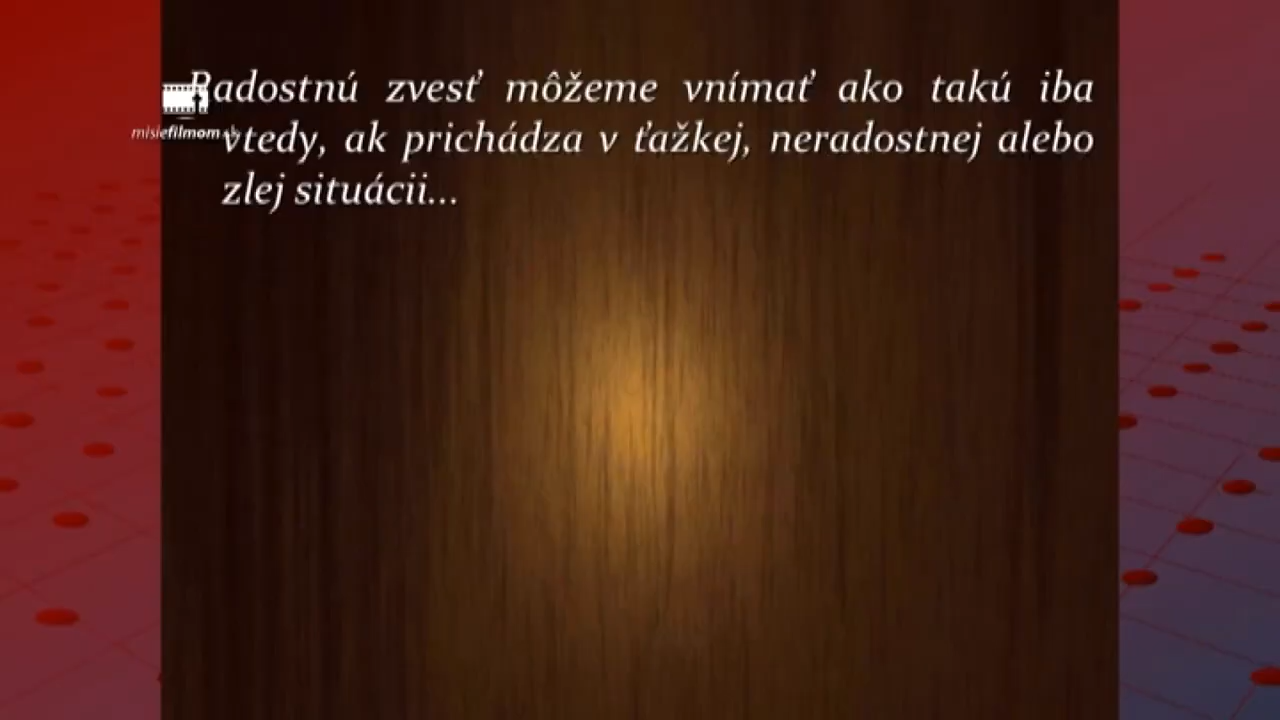 Radostnú zvesť môžeme vnímať ako takú iba
vtedy, ak prichádza v ťažkej, neradostnej alebo
zlej situácii...
misiefilmom